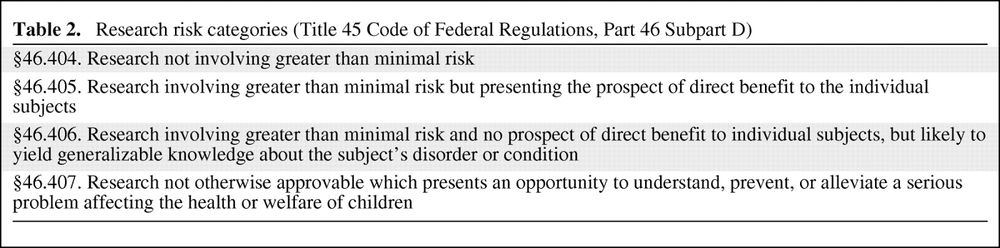 Table 2. Research risk categories (Title 45 Code of Federal Regulations, Part 46 Subpart D)
§46.404. Research not involving greater than minimal risk
§46.405. Research involving greater than minimal risk but presenting the prospect of direct benefit to the individual
subjects
§46.406. Research involving greater than minimal risk and no prospect of direct benefit to individual subjects, but likely to
yield generalizable knowledge about the subject’s disorder or condition
§46.407. Research not otherwise approvable which presents an opportunity to understand, prevent, or alleviate a serious
problem affecting the health or welfare of children